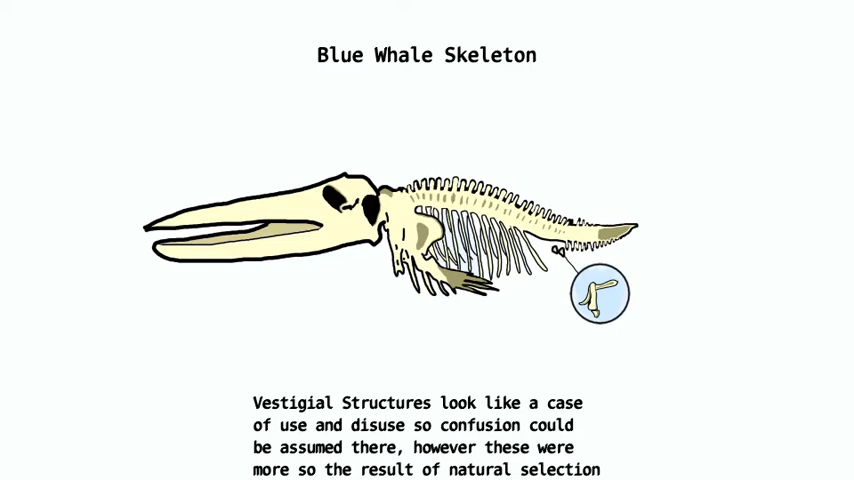 Blue Whale Skeleton
Vestigial Structures look like a case
of use and disuse so confusion could
be assumed there, however these were
more so the result of natural selection